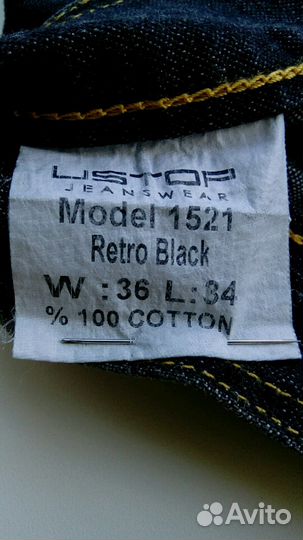 USTOP
JEANSWEAR
Model 1521
Retro Black
W : 36 L : 34
% 100 COTTON
Avito